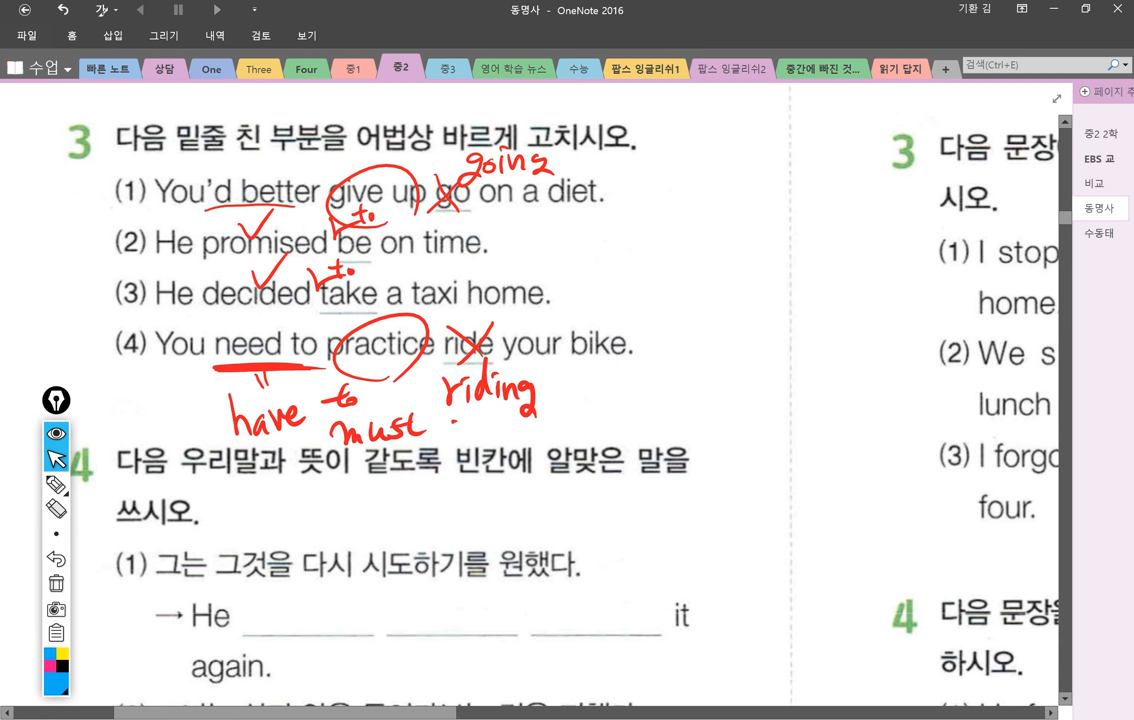 동명사 - OneNote 2016
기환 김
파일 홈 삽입 그리기 내역 검토 보기
수업 빠른 노트 상담 One Three Four 중1 중2 중3 영어 학습 뉴스 수능 팝스 잉글리쉬1 팝스 잉글리쉬2 중간에 빠진 것... 읽기 답지 + 검색(Ctrl+E)
페이지 추
중2 2학
EBS 교
비교
동명사
수동태
3 다음 밑줄 친 부분을 어법상 바르게 고치시오.
going
(1) You'd better give up go on a diet.
to
(2) He promised be on time.
to
(3) He decided take a taxi home.
(4) You need to practice ride your bike.
have to
must
riding
4 다음 우리말과 뜻이 같도록 빈칸에 알맞은 말을
쓰시오.
(1) 그는 그것을 다시 시도하기를 원했다.
→ He ________ ________ ________ it
again.
3 다음 문장
시오.
(1) I stop
home.
(2) We s
lunch
(3) I forgo
four.
4 다음 문장을
하시오.